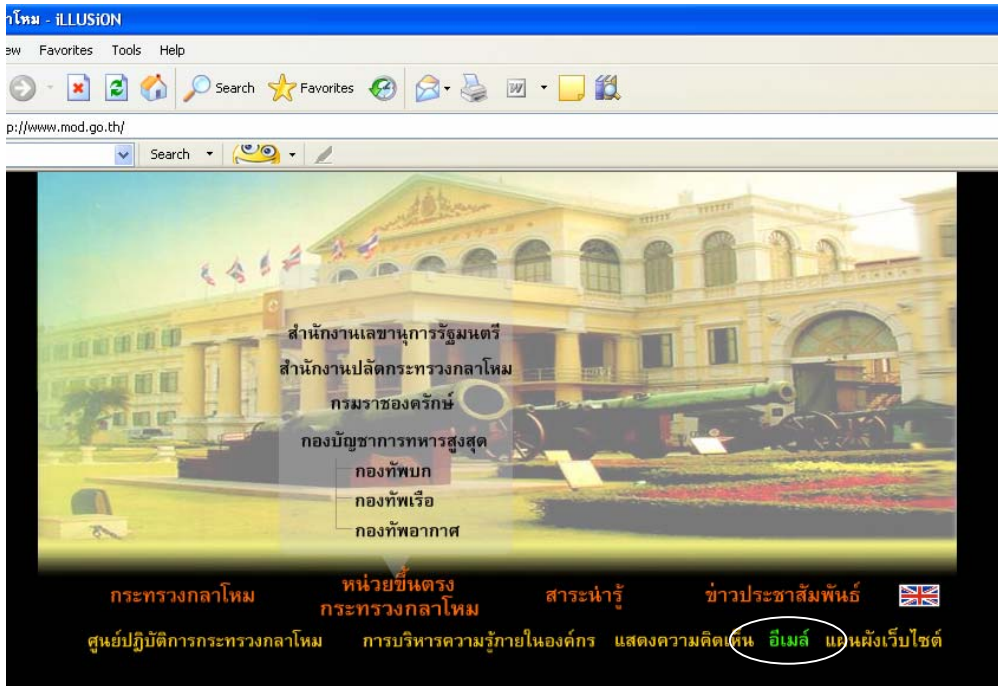 าโหม - iLLUSiON
ew Favorites Tools Help
Search Favorites
p://www.mod.go.th/
Search
สำนักงานเลขานุการรัฐมนตรี
สำนักงานปลัดกระทรวงกลาโหม
กรมราชองครักษ์
กองบัญชาการทหารสูงสุด
กองทัพบก
กองทัพเรือ
กองทัพอากาศ
กระทรวงกลาโหม หน่วยขึ้นตรง สาระน่ารู้ ข่าวประชาสัมพันธ์
กระทรวงกลาโหม
ศูนย์ปฏิบัติการกระทรวงกลาโหม การบริหารความรู้ภายในองค์กร แสดงความคิดเห็น อีเมล์ แผนผังเว็บไซต์